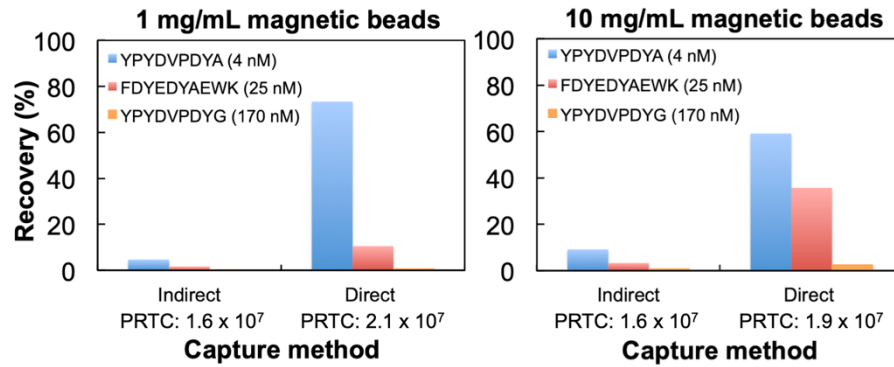 1 mg/mL magnetic beads
Recovery (%)
100
80
60
40
20
0
YPYDVPDYA (4 nM)
FDYEDYAEWK (25 nM)
YPYDVPDYG (170 nM)
Indirect
Direct
PRTC: 1.6 x 10⁷
PRTC: 2.1 x 10⁷
Capture method
10 mg/mL magnetic beads
100
80
60
40
20
0
YPYDVPDYA (4 nM)
FDYEDYAEWK (25 nM)
YPYDVPDYG (170 nM)
Indirect
Direct
PRTC: 1.6 x 10⁷
PRTC: 1.9 x 10⁷
Capture method